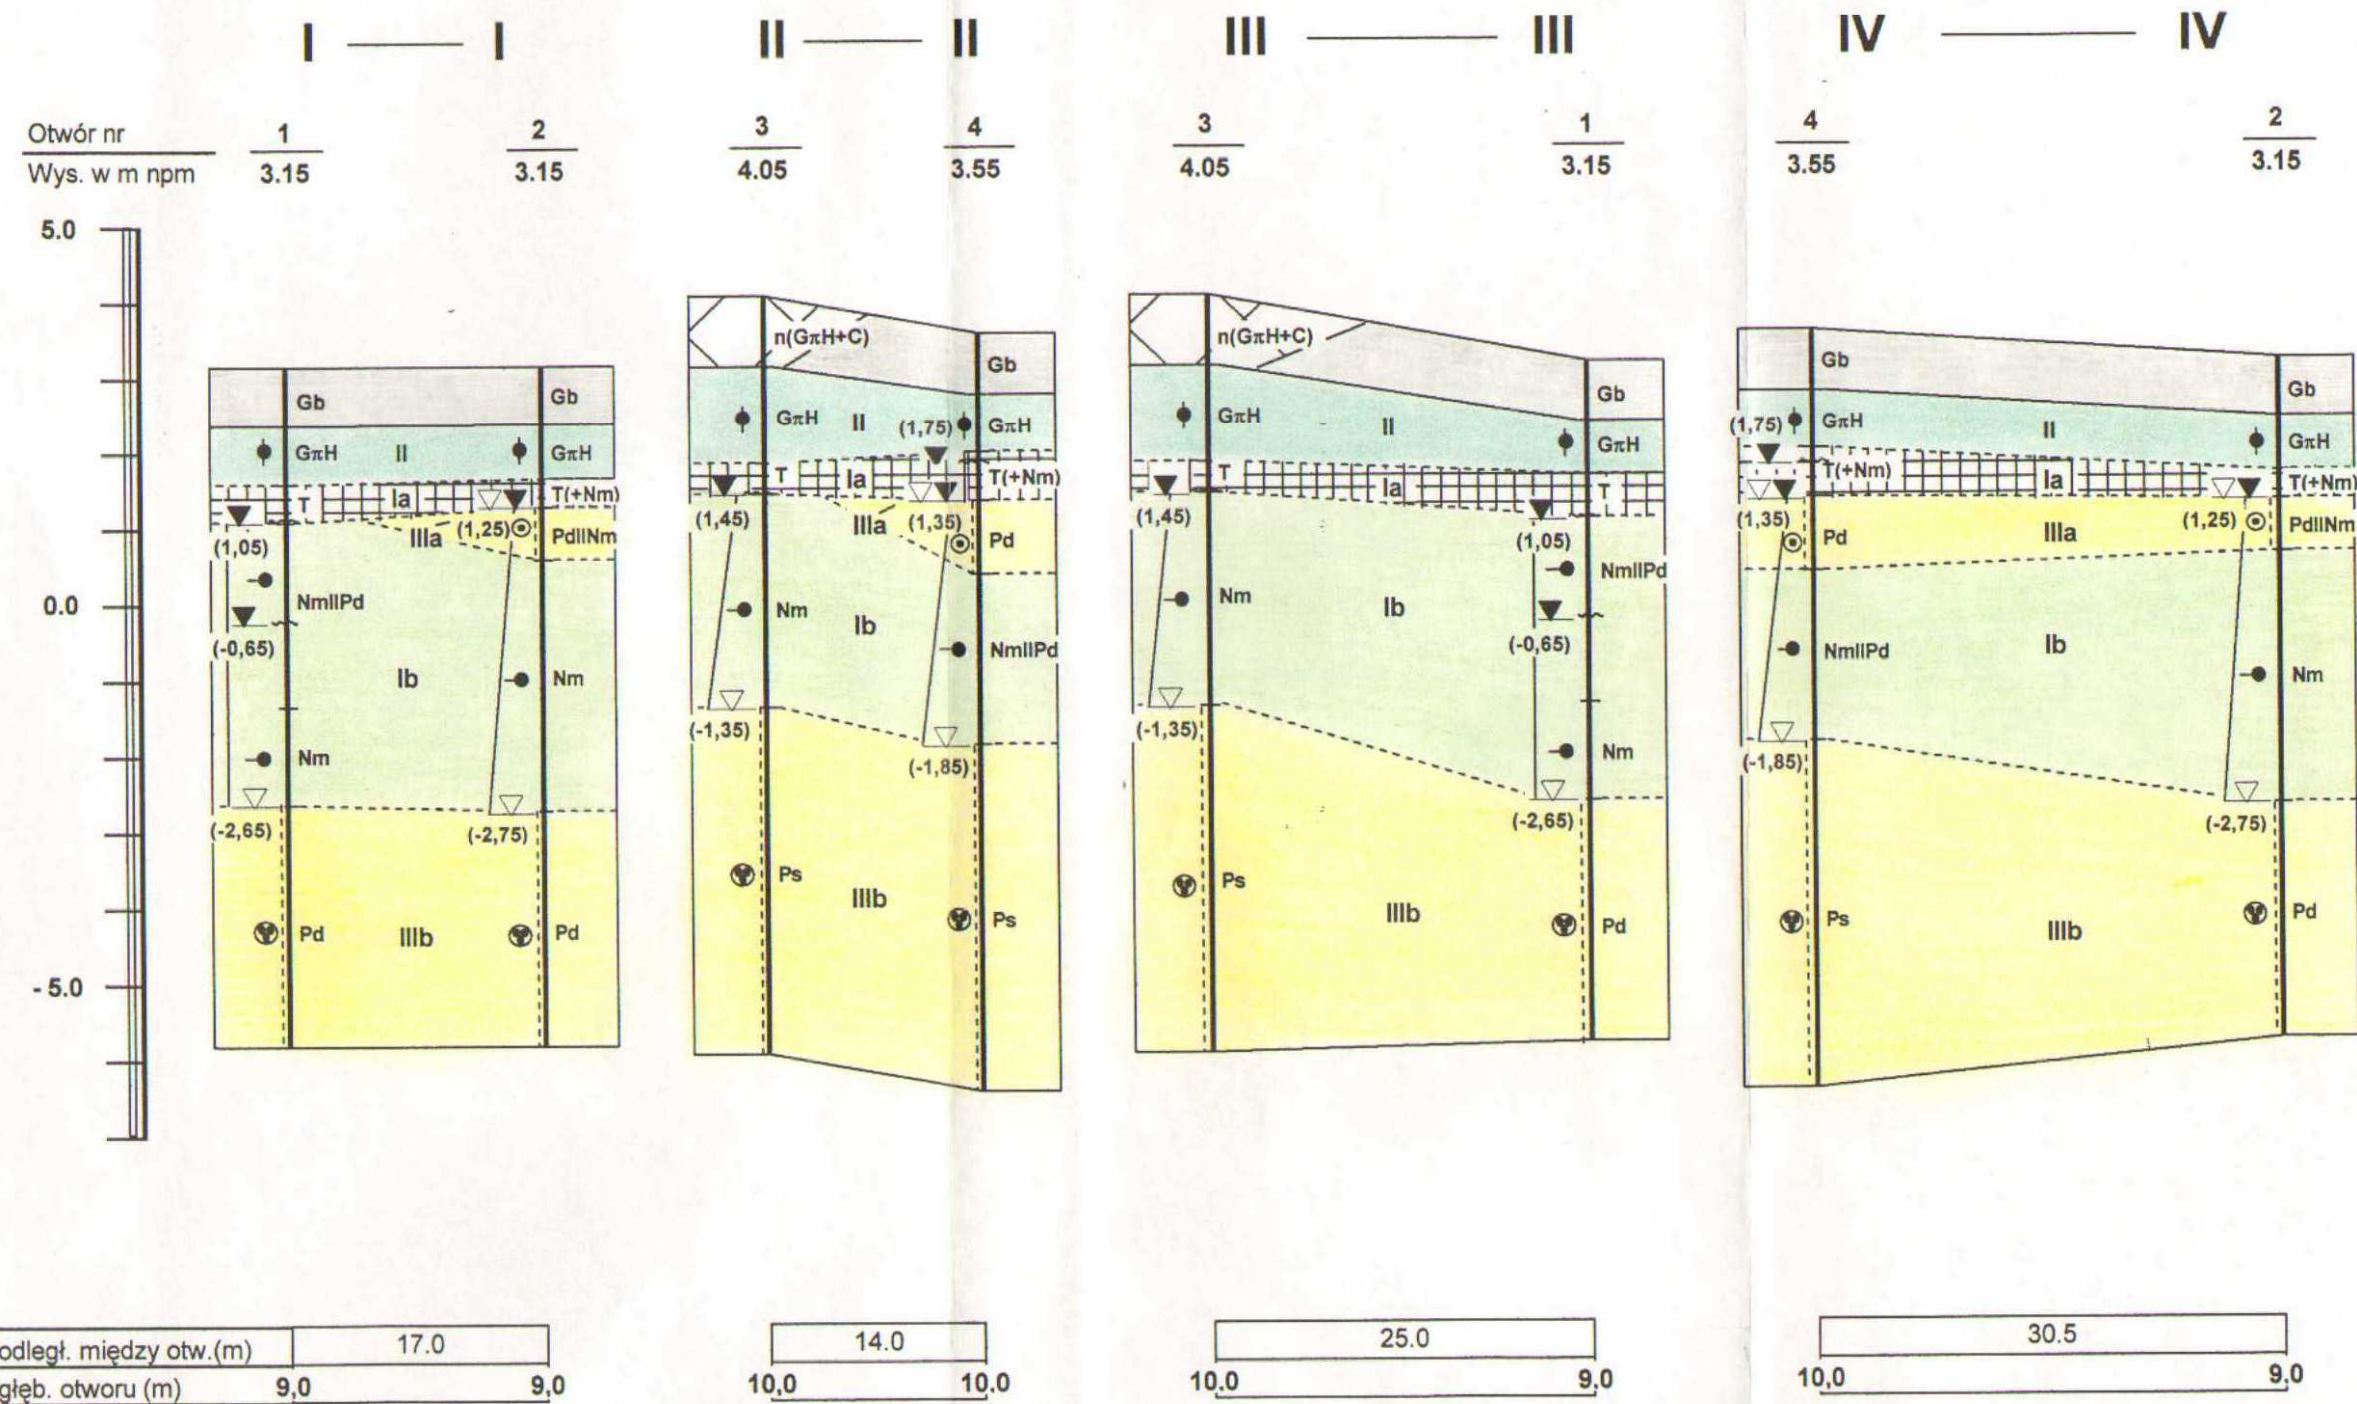 I — I II — II III — III IV — IV
Otwór nr 1 2 3 4 3 1 4 2
Wys. w m npm 3.15 3.15 4.05 3.55 4.05 3.15 3.55 3.15
5.0
0.0
- 5.0
Gb Gb
GπH II GπH
T Ia T(+Nm)
(1,05) IIIa (1,25) PdIINm
NmIIPd
(-0,65)
Ib Nm
Nm
(-2,65) (-2,75)
Pd IIIb Pd
n(GπH+C) Gb
GπH II (1,75) GπH
T Ia T(+Nm)
(1,45) IIIa (1,35) Pd
Nm Ib NmIIPd
(-1,35) (-1,85)
Ps IIIb Ps
n(GπH+C) Gb
GπH II GπH
T Ia T
(1,45) (1,05)
NmIIPd
Nm Ib
(-0,65)
(-1,35) Nm
(-2,65)
Ps IIIb Pd
Gb Gb
(1,75) GπH II GπH
T(+Nm) Ia T(+Nm)
(1,35) Pd IIIa (1,25) PdIINm
NmIIPd Ib Nm
(-1,85) (-2,75)
Ps IIIb Pd
odległ. między otw.(m) 17.0 14.0 25.0 30.5
głęb. otworu (m) 9,0 9,0 10,0 10,0 10,0 9,0 10,0 9,0